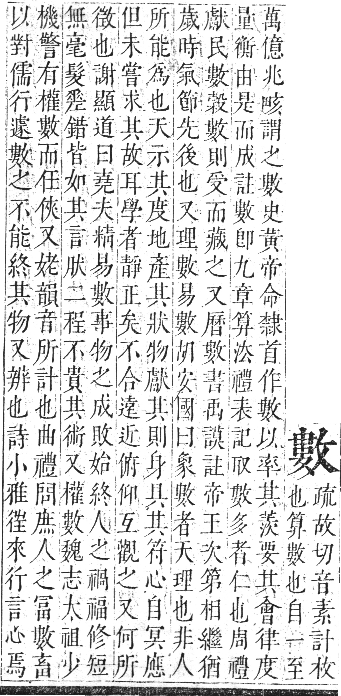 數
疏故切音素計枚
也算數也自一至
萬億兆畡謂之數史黃帝命隸首作數以率其羨要其會律度
量衡由是而成計數卽九章算法禮表記取數多者仁也周禮
獻民數穀數則受而藏之又曆數書禹謨註帝王次第相繼猶
歲時氣節先後也又理數易數胡安國曰象數者天理也非人
所能爲也天示其度地產其狀物獻其則身具其符心自冥應
但未嘗求其故耳學者靜正矣不合遠近俯仰互觀之又何所
徵也謝顯道曰堯夫精易數事物之成敗始終人之禍福修短
無毫髮差錯皆如其言肰二程不貴其術又權數魏志太祖少
機警有權數而任俠又姥韻音所計也曲禮問庶人之富數畜
以對儒行遽數之不能終其物又辨也詩小雅徃來行言心焉